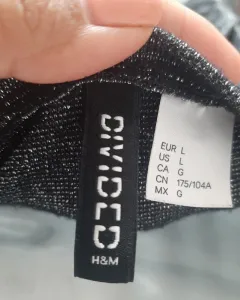 DIVIDED
H&M
EUR L
US L
CA G
CN 175/104A
MX G